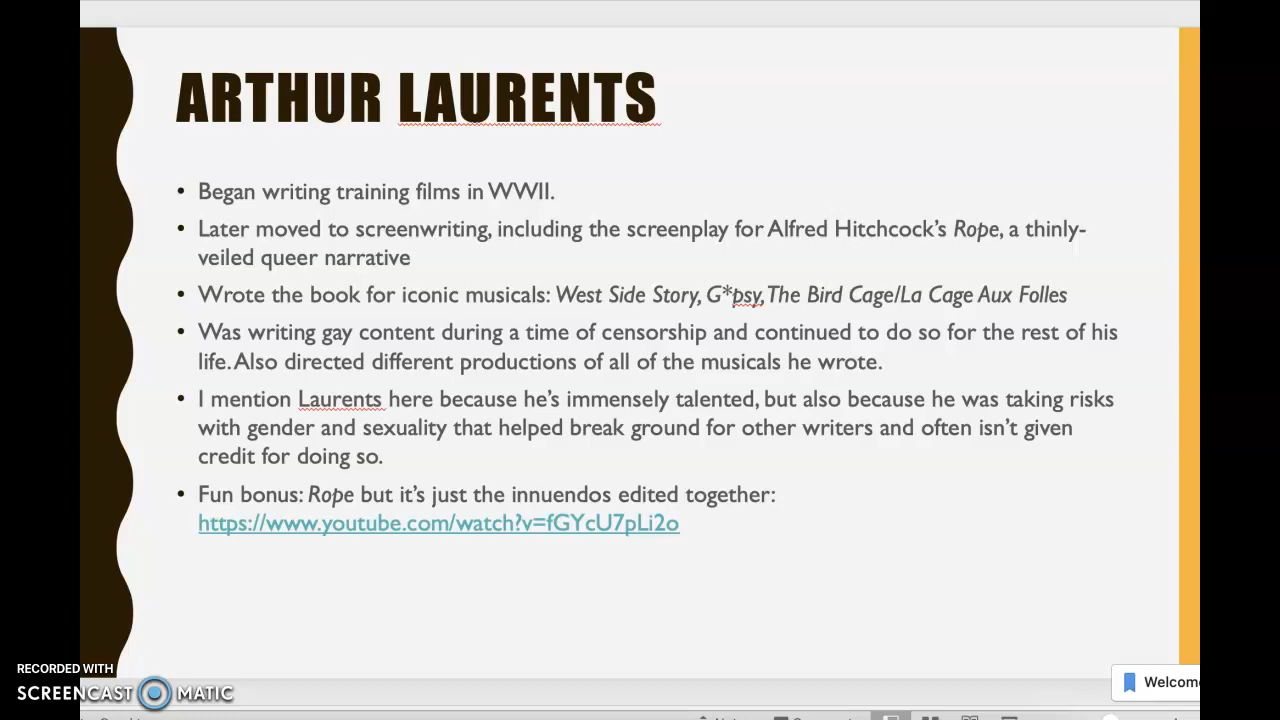 ARTHUR LAURENTS
• Began writing training films in WWII.
• Later moved to screenwriting, including the screenplay for Alfred Hitchcock's Rope, a thinly-
veiled queer narrative
• Wrote the book for iconic musicals: West Side Story, G*psy, The Bird Cage/La Cage Aux Folles
• Was writing gay content during a time of censorship and continued to do so for the rest of his
life. Also directed different productions of all of the musicals he wrote.
• I mention Laurents here because he's immensely talented, but also because he was taking risks
with gender and sexuality that helped break ground for other writers and often isn't given
credit for doing so.
• Fun bonus: Rope but it's just the innuendos edited together:
https://www.youtube.com/watch?v=fGYcU7pLi2o
RECORDED WITH
SCREENCAST MATIC
Welcome